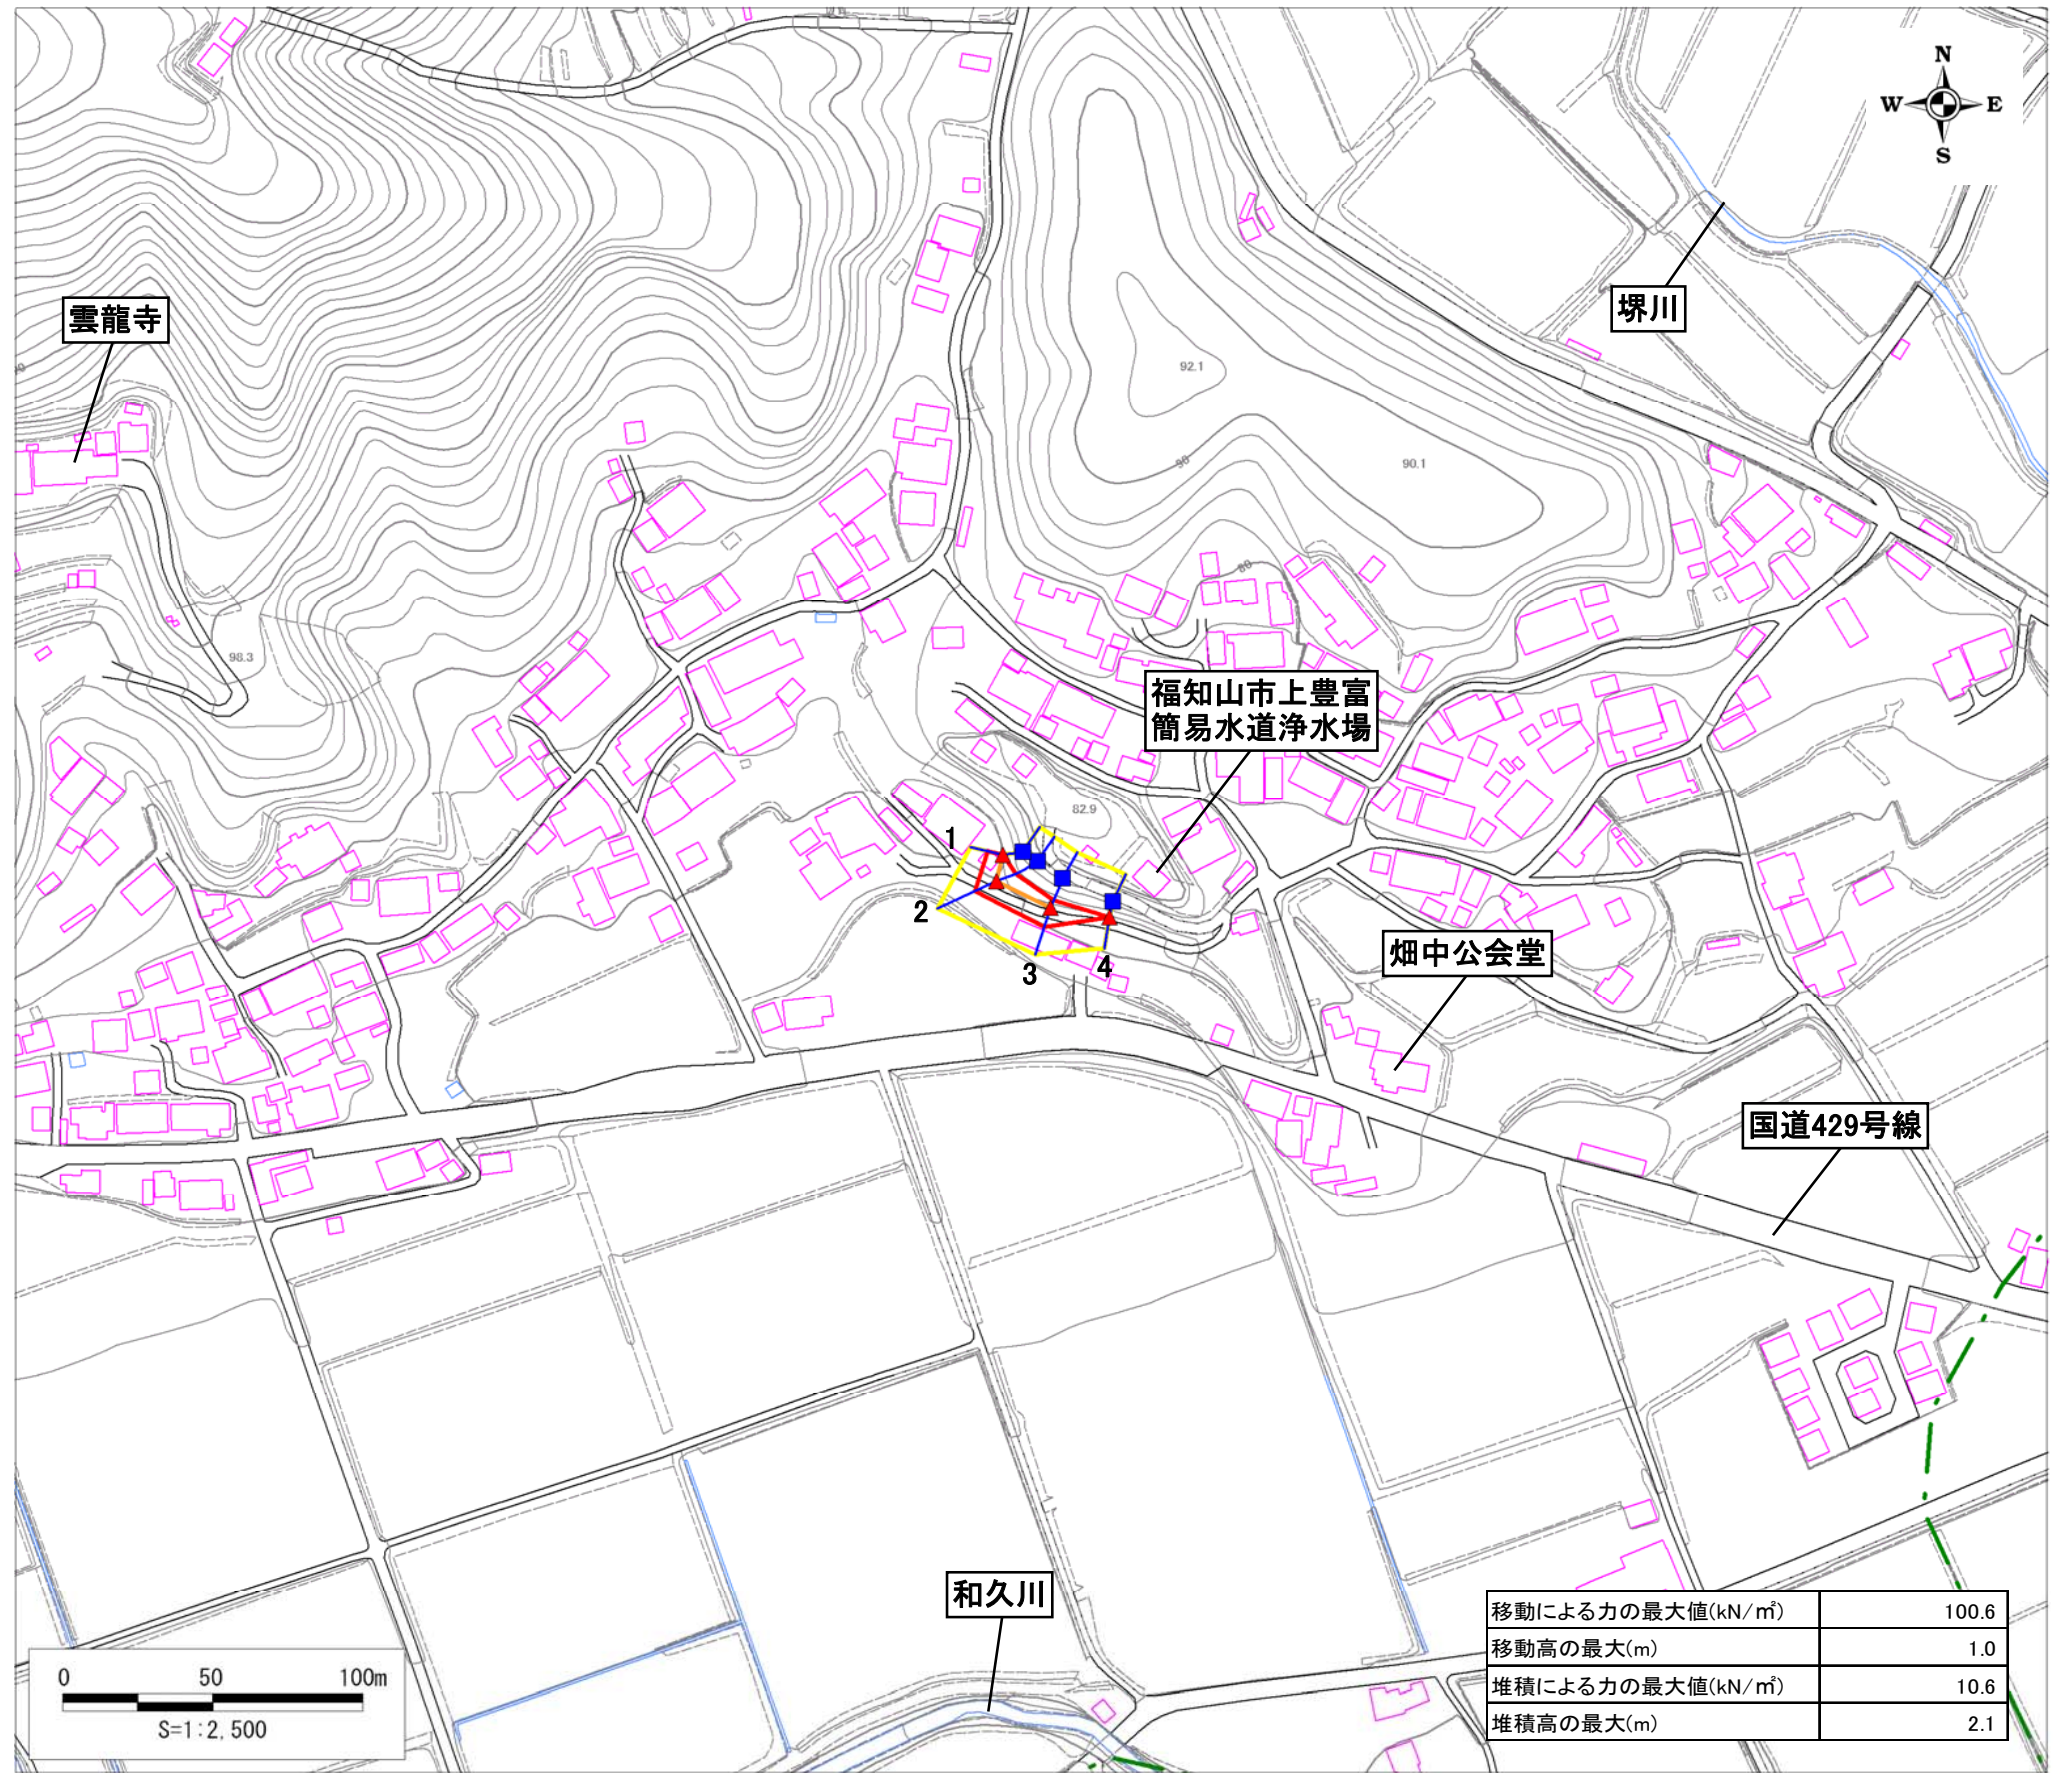 N
W E
S
雲龍寺
堺川
92.1
90
90.1
80
98.3
福知山市上豊富
簡易水道浄水場
82.9
1
2
3
4
畑中公会堂
国道429号線
和久川
0 50 100m
S=1:2,500
移動による力の最大値(kN/㎡) 100.6
移動高の最大(m) 1.0
堆積による力の最大値(kN/㎡) 10.6
堆積高の最大(m) 2.1